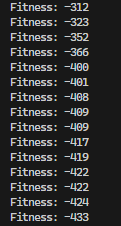 Fitness: -312
Fitness: -323
Fitness: -352
Fitness: -366
Fitness: -400
Fitness: -401
Fitness: -408
Fitness: -409
Fitness: -409
Fitness: -417
Fitness: -419
Fitness: -422
Fitness: -422
Fitness: -424
Fitness: -433